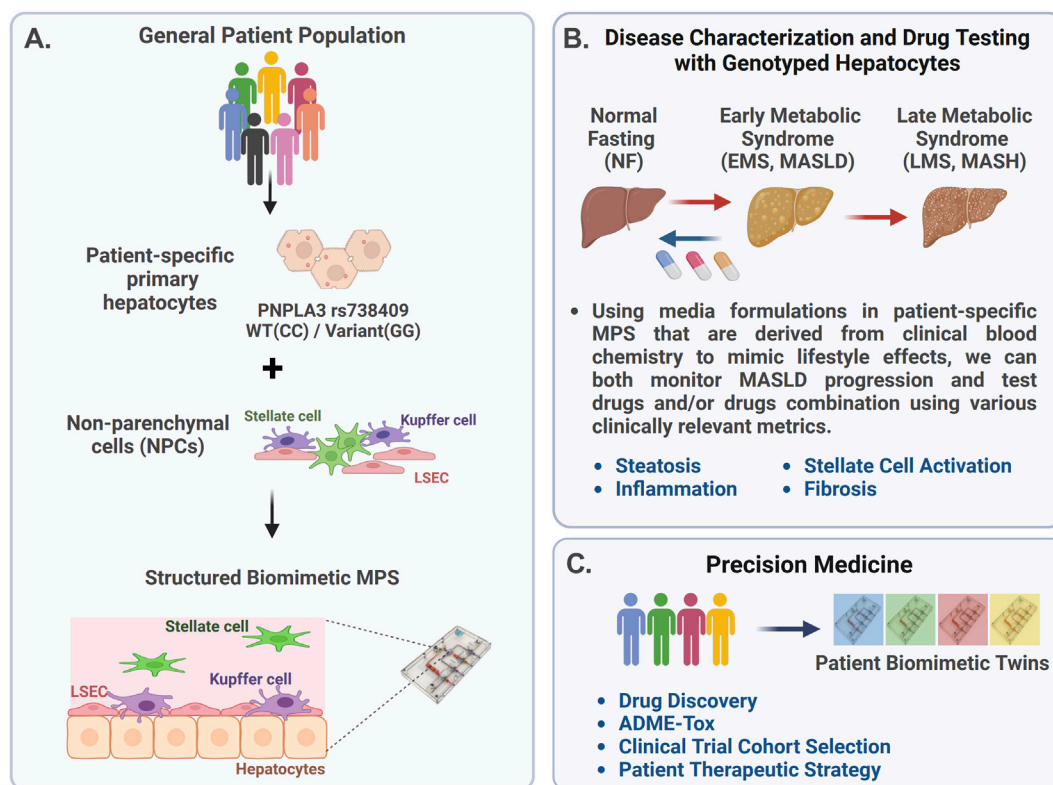 A.
General Patient Population
Patient-specific
primary
hepatocytes
PNPLA3 rs738409
WT(CC) / Variant(GG)
+
Non-parenchymal
cells (NPCs)
Stellate cell
Kupffer cell
LSEC
Structured Biomimetic MPS
Stellate cell
Kupffer cell
LSEC
Hepatocytes
B.
Disease Characterization and Drug Testing
with Genotyped Hepatocytes
Normal
Fasting
(NF)
Early Metabolic
Syndrome
(EMS, MASLD)
Late Metabolic
Syndrome
(LMS, MASH)
• Using media formulations in patient-specific
MPS that are derived from clinical blood
chemistry to mimic lifestyle effects, we can
both monitor MASLD progression and test
drugs and/or drugs combination using various
clinically relevant metrics.
• Steatosis
• Inflammation
• Stellate Cell Activation
• Fibrosis
C.
Precision Medicine
Patient Biomimetic Twins
• Drug Discovery
• ADME-Tox
• Clinical Trial Cohort Selection
• Patient Therapeutic Strategy